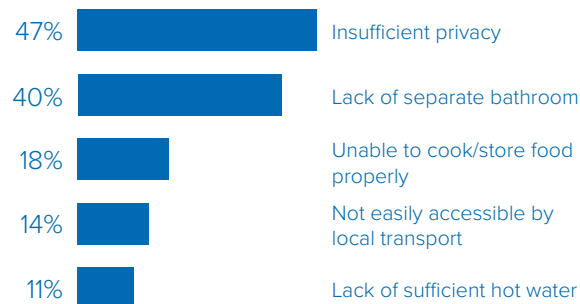 47% Insufficient privacy
40% Lack of separate bathroom
18% Unable to cook/store food
properly
14% Not easily accessible by
local transport
11% Lack of sufficient hot water